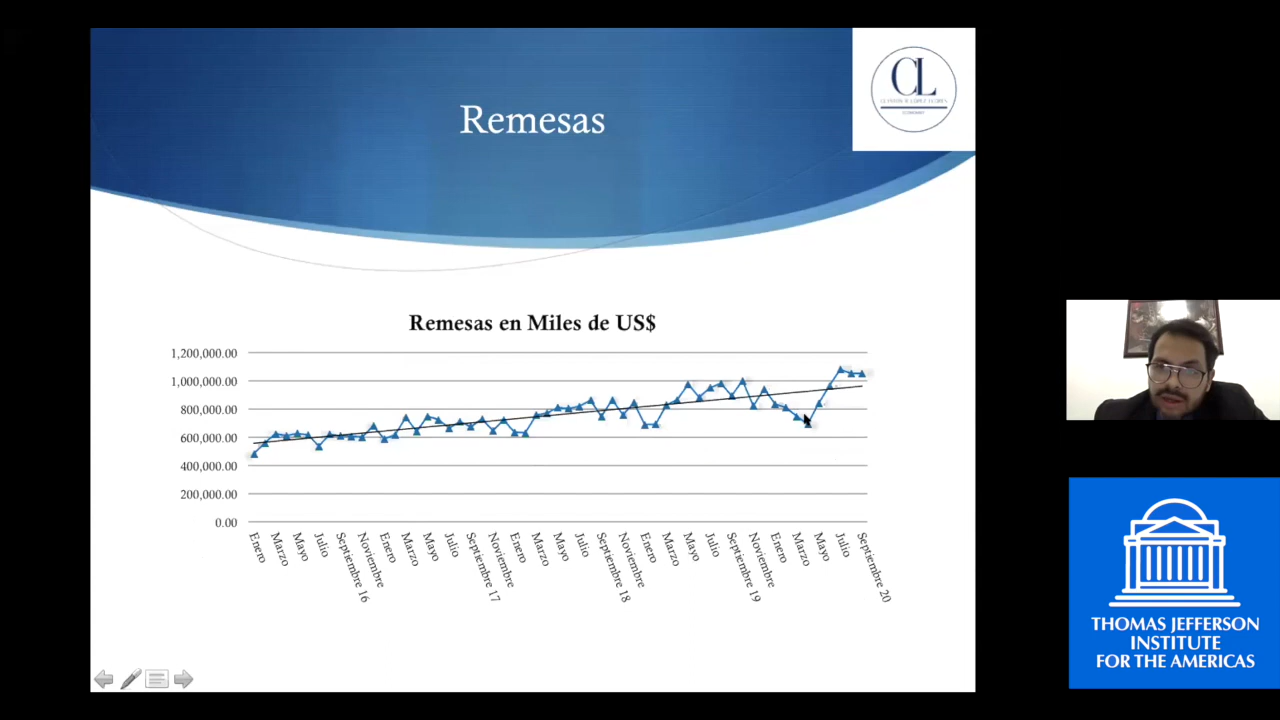 Remesas
CL
ECONOMIST
Remesas en Miles de US$
1,200,000.00
1,000,000.00
800,000.00
600,000.00
400,000.00
200,000.00
0.00
Enero
Marzo
Mayo
Julio
Septiembre 16
Noviembre
Enero
Marzo
Mayo
Julio
Septiembre 17
Noviembre
Enero
Marzo
Mayo
Julio
Septiembre 18
Noviembre
Enero
Marzo
Mayo
Julio
Septiembre 19
Noviembre
Enero
Marzo
Mayo
Julio
Septiembre 20
THOMAS JEFFERSON
INSTITUTE
FOR THE AMERICAS